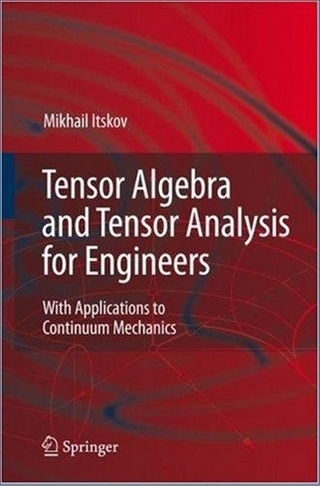 Mikhail Itskov
Tensor Algebra
and Tensor Analysis
for Engineers
With Applications to
Continuum Mechanics
Springer